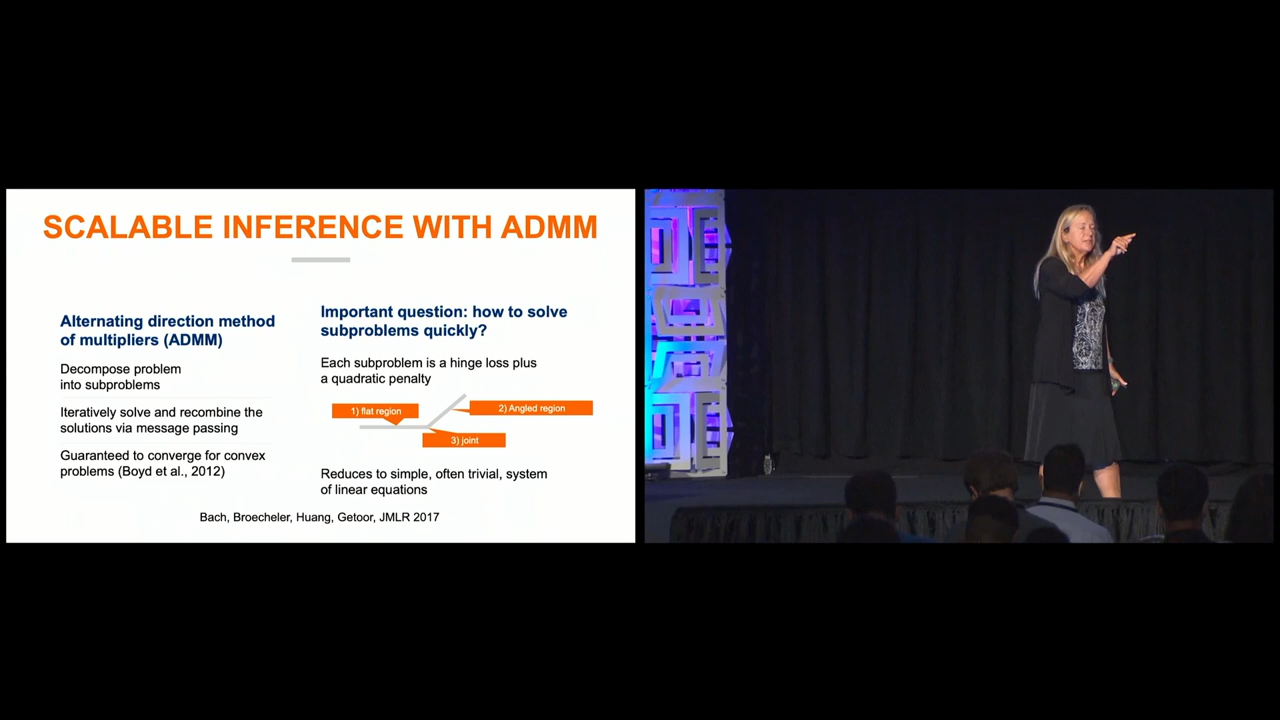 SCALABLE INFERENCE WITH ADMM
Alternating direction method
of multipliers (ADMM)
Decompose problem
into subproblems
Iteratively solve and recombine the
solutions via message passing
Guaranteed to converge for convex
problems (Boyd et al., 2012)
Important question: how to solve
subproblems quickly?
Each subproblem is a hinge loss plus
a quadratic penalty
1) flat region
2) Angled region
3) joint
Reduces to simple, often trivial, system
of linear equations
Bach, Broecheler, Huang, Getoor, JMLR 2017